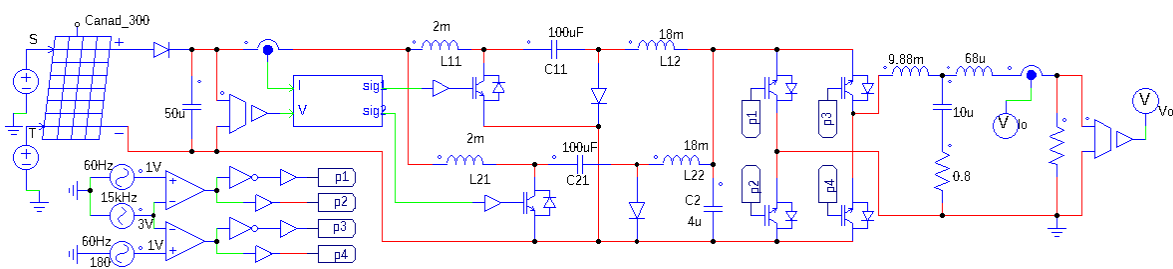 Canad_300
S
+
T
−
50u
I
V
sig1
sig2
2m
L11
100uF
C11
18m
L12
2m
L21
100uF
C21
18m
L22
C2
4u
p1
p3
p2
p4
9.88m
68u
10u
0.8
V
Io
V
Vo
60Hz
1V
15kHz
3V
60Hz
1V
180
+
−
−
+
p1
p2
p3
p4